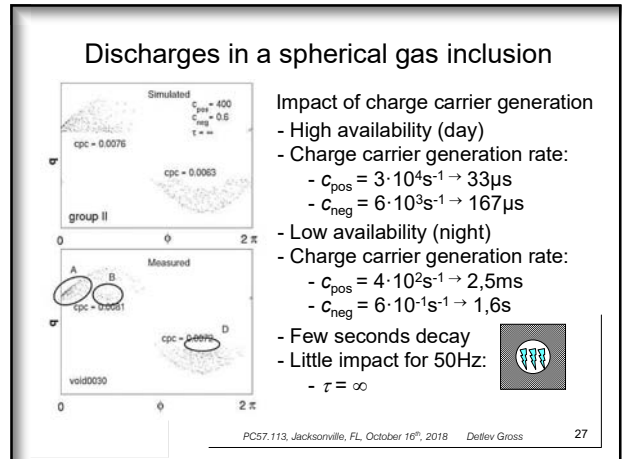 Discharges in a spherical gas inclusion
Simulated
c_pos = 400
c_neg = 0.6
τ = ∞
cpc = 0.0076
cpc = 0.0063
q
group II
0 ϕ 2 π
Measured
A
B
cpc = 0.0081
D
cpc = 0.0072
q
void0030
0 ϕ 2 π
Impact of charge carrier generation
- High availability (day)
- Charge carrier generation rate:
- c_pos = 3·10⁴s⁻¹ → 33µs
- c_neg = 6·10³s⁻¹ → 167µs
- Low availability (night)
- Charge carrier generation rate:
- c_pos = 4·10²s⁻¹ → 2,5ms
- c_neg = 6·10⁻¹s⁻¹ → 1,6s
- Few seconds decay
- Little impact for 50Hz:
- τ = ∞
PC57.113, Jacksonville, FL, October 16th, 2018 Detlev Gross 27